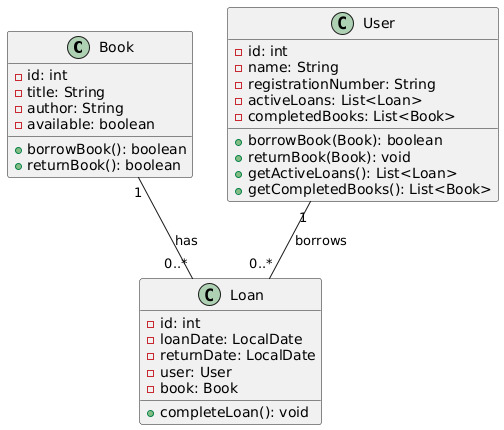 C Book
id: int
title: String
author: String
available: boolean
borrowBook(): boolean
returnBook(): boolean
C User
id: int
name: String
registrationNumber: String
activeLoans: List<Loan>
completedBooks: List<Book>
borrowBook(Book): boolean
returnBook(Book): void
getActiveLoans(): List<Loan>
getCompletedBooks(): List<Book>
1
has
0..*
1
borrows
0..*
C Loan
id: int
loanDate: LocalDate
returnDate: LocalDate
user: User
book: Book
completeLoan(): void